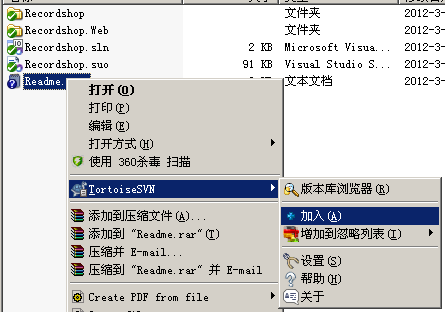 Recordshop 文件夹 2012-3-
Recordshop.Web 文件夹 2012-3-
Recordshop.sln 2 KB Microsoft Visua... 2012-3-
Recordshop.suo 91 KB Visual Studio S... 2012-3-
Readme. 文本文档 2012-3-
打开(O)
打印(P)
编辑(E)
打开方式(H)
使用 360杀毒 扫描
TortoiseSVN
添加到压缩文件(A)...
添加到 "Readme.rar"(T)
压缩并 E-mail...
压缩到 "Readme.rar" 并 E-mail
Create PDF from file
版本库浏览器(R)
加入(A)
增加到忽略列表(I)
设置(S)
帮助(H)
关于